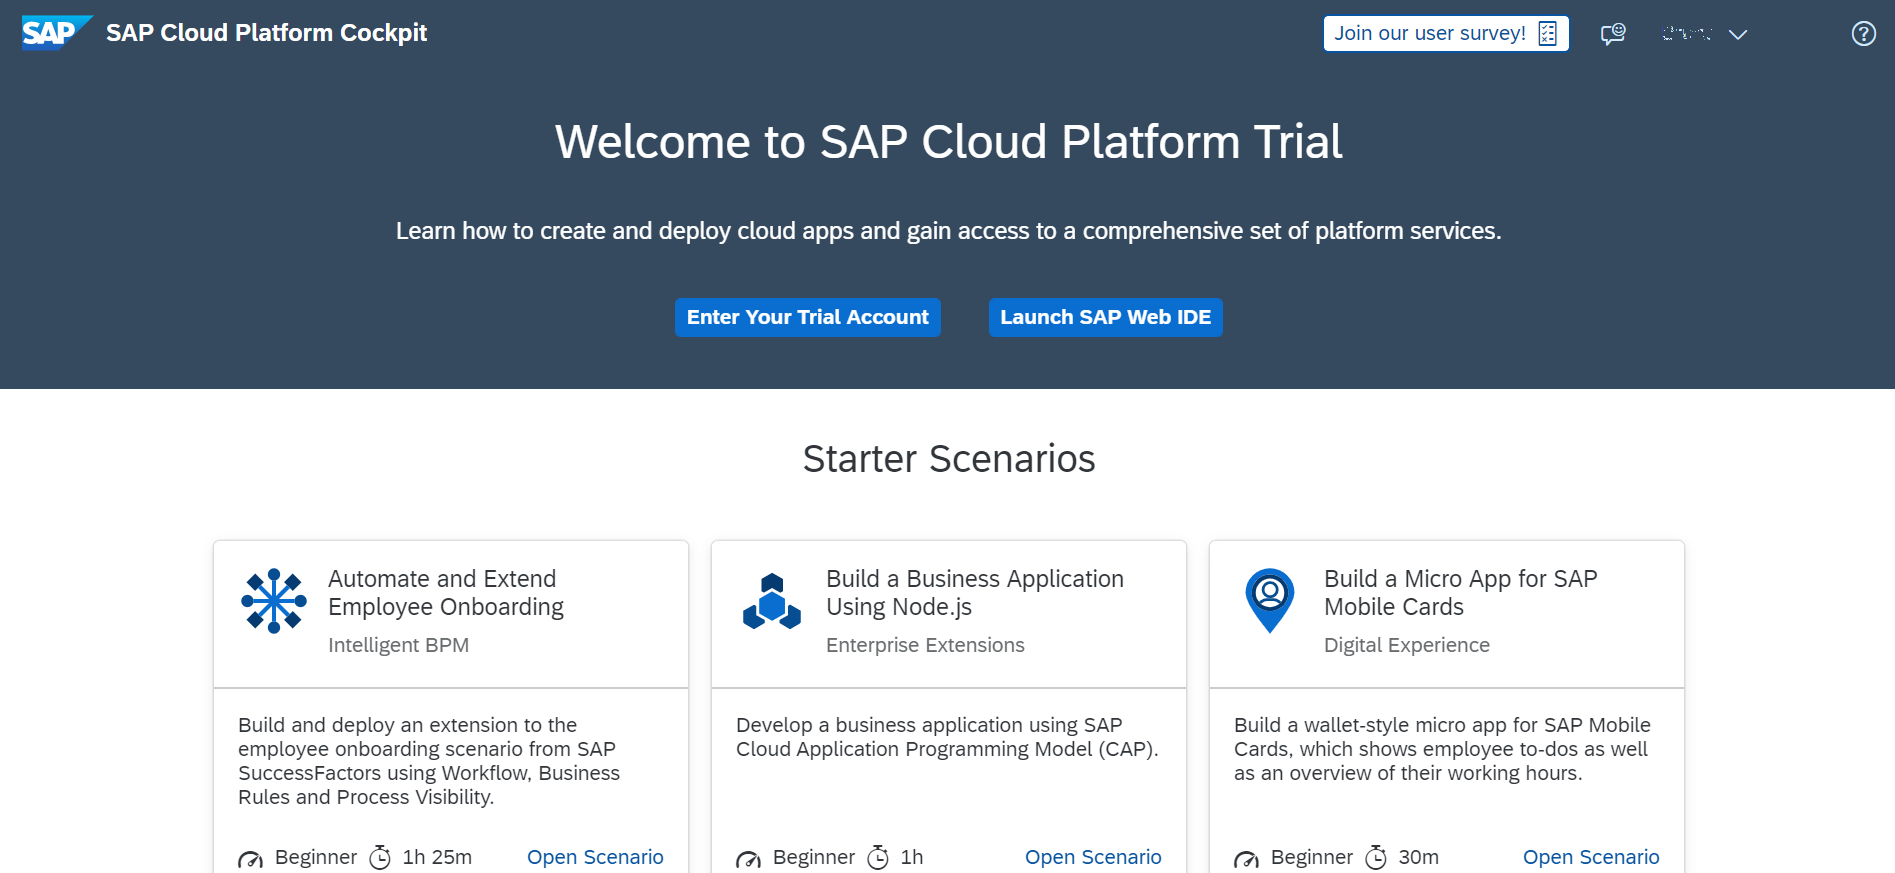 SAP SAP Cloud Platform Cockpit
Join our user survey!
Welcome to SAP Cloud Platform Trial
Learn how to create and deploy cloud apps and gain access to a comprehensive set of platform services.
Enter Your Trial Account
Launch SAP Web IDE
Starter Scenarios
Automate and Extend
Employee Onboarding
Intelligent BPM
Build and deploy an extension to the
employee onboarding scenario from SAP
SuccessFactors using Workflow, Business
Rules and Process Visibility.
Beginner 1h 25m Open Scenario
Build a Business Application
Using Node.js
Enterprise Extensions
Develop a business application using SAP
Cloud Application Programming Model (CAP).
Beginner 1h Open Scenario
Build a Micro App for SAP
Mobile Cards
Digital Experience
Build a wallet-style micro app for SAP Mobile
Cards, which shows employee to-dos as well
as an overview of their working hours.
Beginner 30m Open Scenario